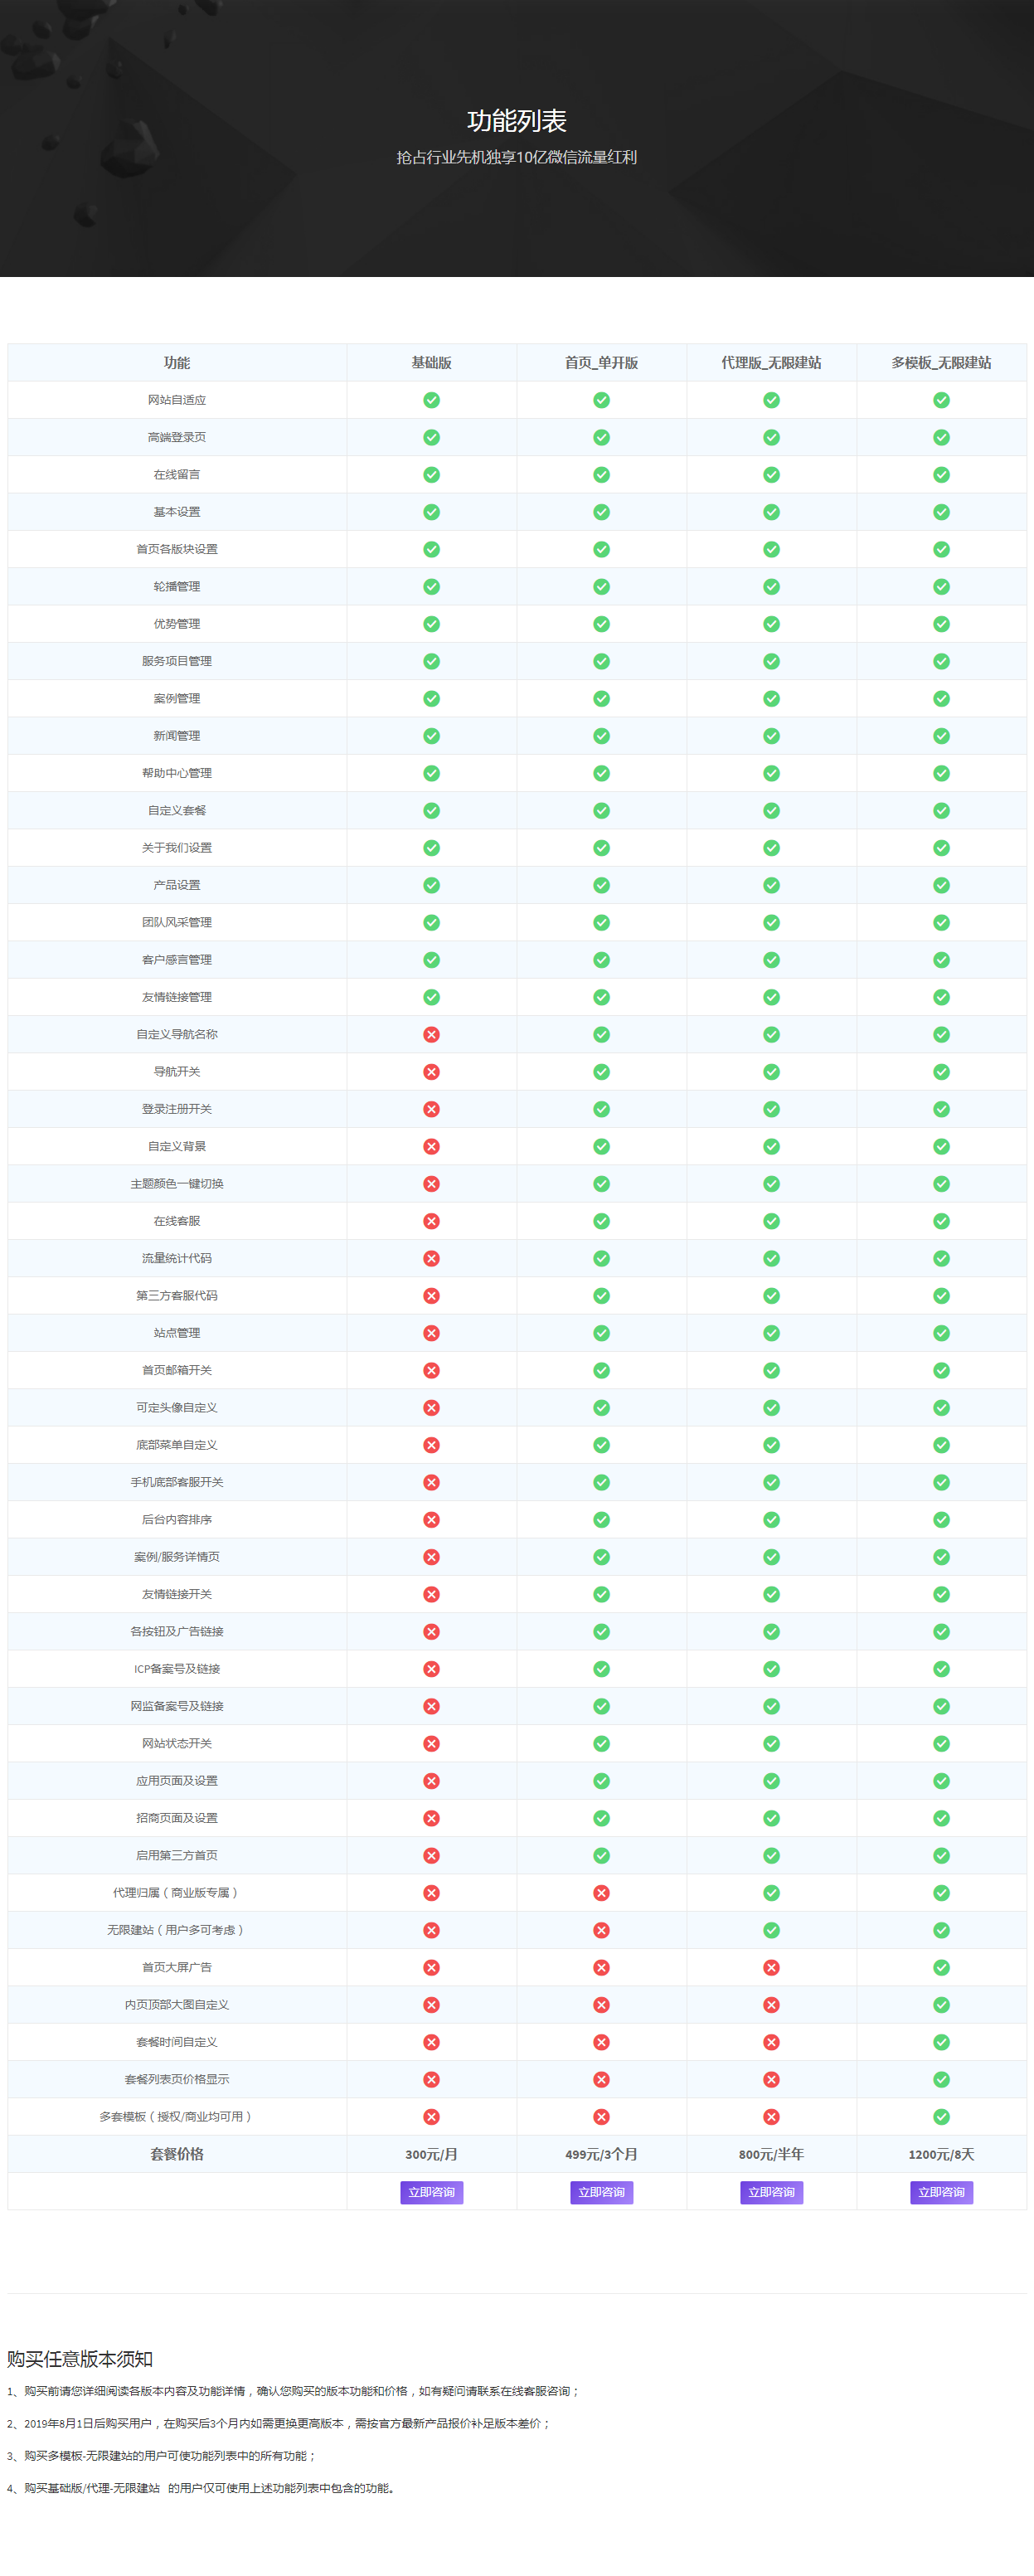 功能列表
抢占行业先机独享10亿微信流量红利
功能 基础版 首页_单开版 代理版_无限建站 多模板_无限建站
网站自适应
高端登录页
在线留言
基本设置
首页各版块设置
轮播管理
优势管理
服务项目管理
案例管理
新闻管理
帮助中心管理
自定义套餐
关于我们设置
产品设置
团队风采管理
客户感言管理
友情链接管理
自定义导航名称
导航开关
登录注册开关
自定义背景
主题颜色一键切换
在线客服
流量统计代码
第三方客服代码
站点管理
首页邮箱开关
可定头像自定义
底部菜单自定义
手机底部客服开关
后台内容排序
案例/服务详情页
友情链接开关
各按钮及广告链接
ICP备案号及链接
网监备案号及链接
网站状态开关
应用页面及设置
招商页面及设置
启用第三方首页
代理归属（商业版专属）
无限建站（用户多可考虑）
首页大屏广告
内页顶部大图自定义
套餐时间自定义
套餐列表页价格显示
多套模板（授权/商业均可用）
套餐价格 300元/月 499元/3个月 800元/半年 1200元/8天
立即咨询 立即咨询 立即咨询 立即咨询
购买任意版本须知
1、购买前请您详细阅读各版本内容及功能详情，确认您购买的版本功能和价格，如有疑问请联系在线客服咨询；
2、2019年8月1日后购买用户，在购买后3个月内如需更换更高版本，需按官方最新产品报价补足版本差价；
3、购买多模板-无限建站的用户可使功能列表中的所有功能；
4、购买基础版/代理-无限建站 的用户仅可使用上述功能列表中包含的功能。